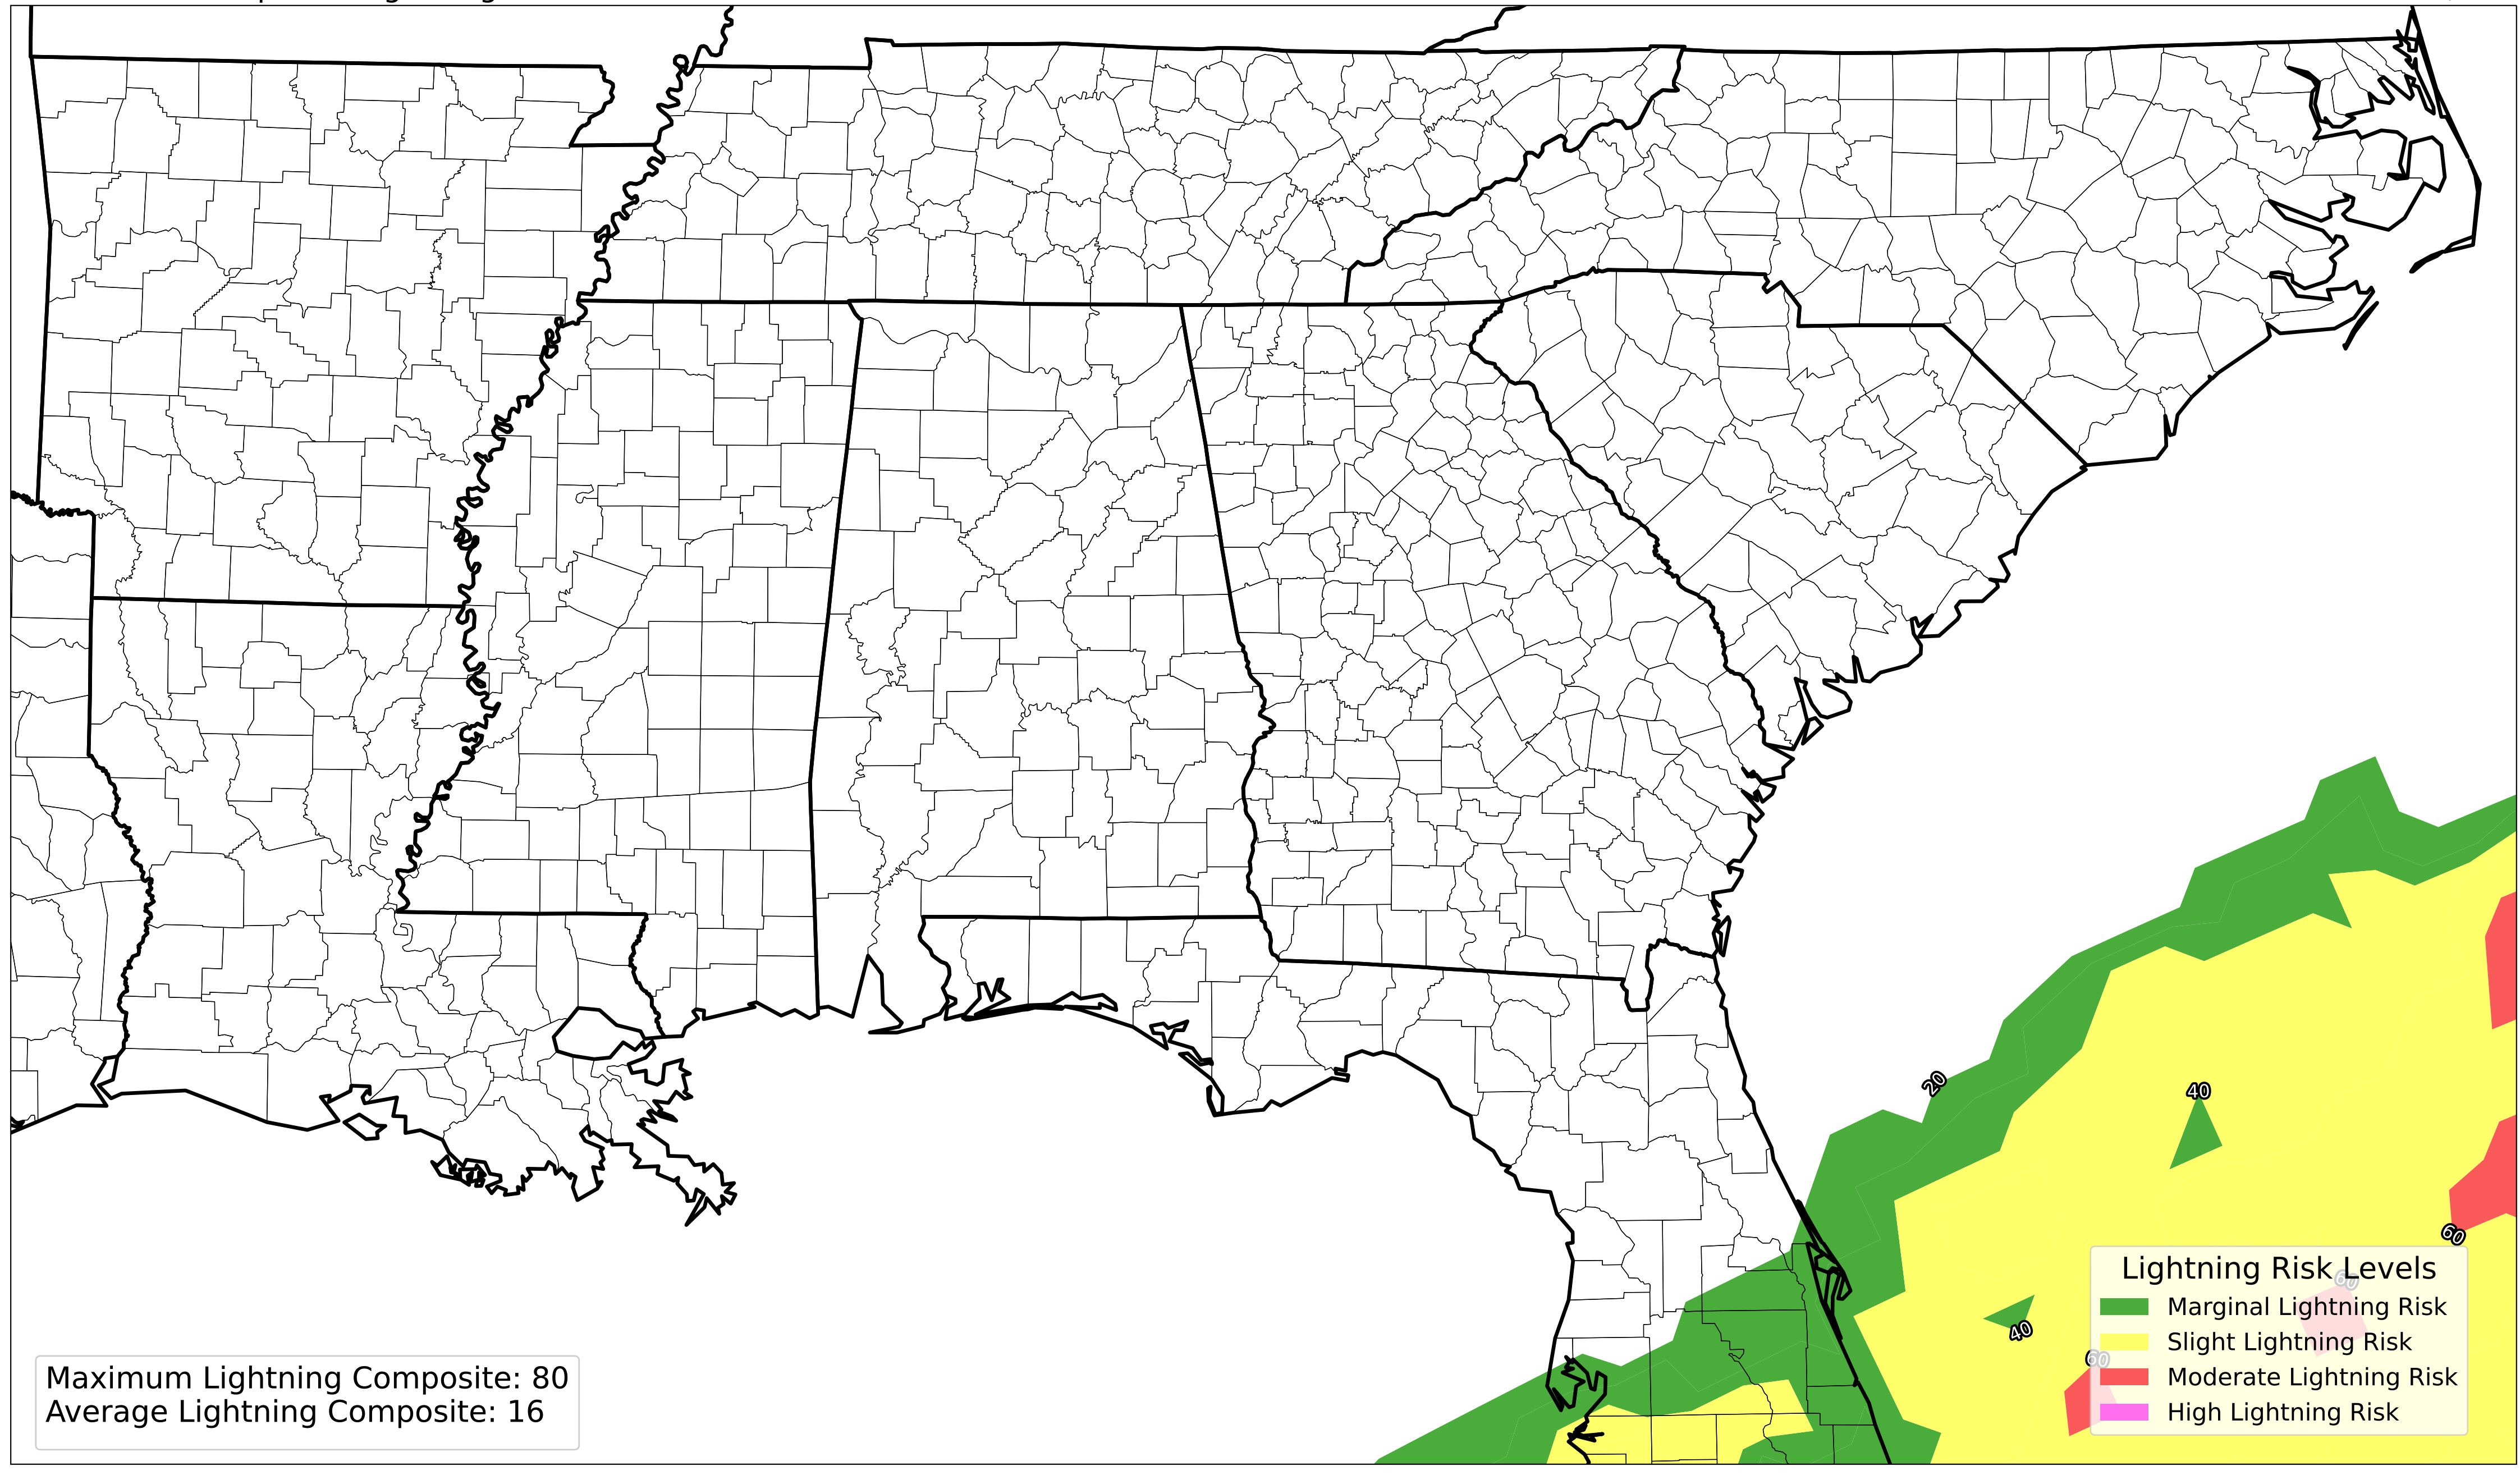 20
40
60
40
60
60
Lightning Risk Levels
Marginal Lightning Risk
Slight Lightning Risk
Moderate Lightning Risk
High Lightning Risk
Maximum Lightning Composite: 80
Average Lightning Composite: 16